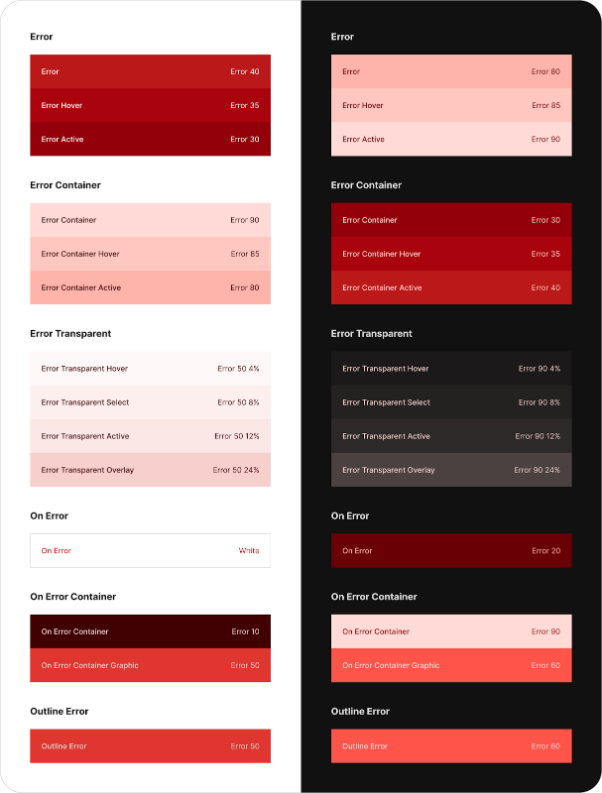 Error
Error Error 40
Error Hover Error 35
Error Active Error 30
Error Container
Error Container Error 90
Error Container Hover Error 85
Error Container Active Error 80
Error Transparent
Error Transparent Hover Error 50 4%
Error Transparent Select Error 50 8%
Error Transparent Active Error 50 12%
Error Transparent Overlay Error 50 24%
On Error
On Error White
On Error Container
On Error Container Error 10
On Error Container Graphic Error 50
Outline Error
Outline Error Error 50
Error
Error Error 80
Error Hover Error 85
Error Active Error 90
Error Container
Error Container Error 30
Error Container Hover Error 35
Error Container Active Error 40
Error Transparent
Error Transparent Hover Error 90 4%
Error Transparent Select Error 90 8%
Error Transparent Active Error 90 12%
Error Transparent Overlay Error 90 24%
On Error
On Error Error 20
On Error Container
On Error Container Error 90
On Error Container Graphic Error 60
Outline Error
Outline Error Error 60